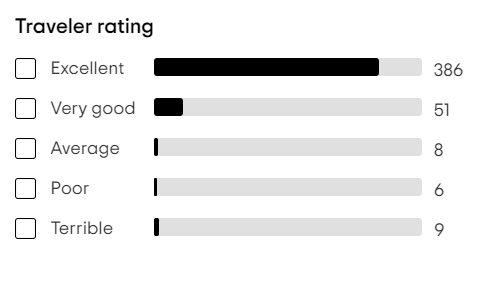 Traveler rating
Excellent 386
Very good 51
Average 8
Poor 6
Terrible 9